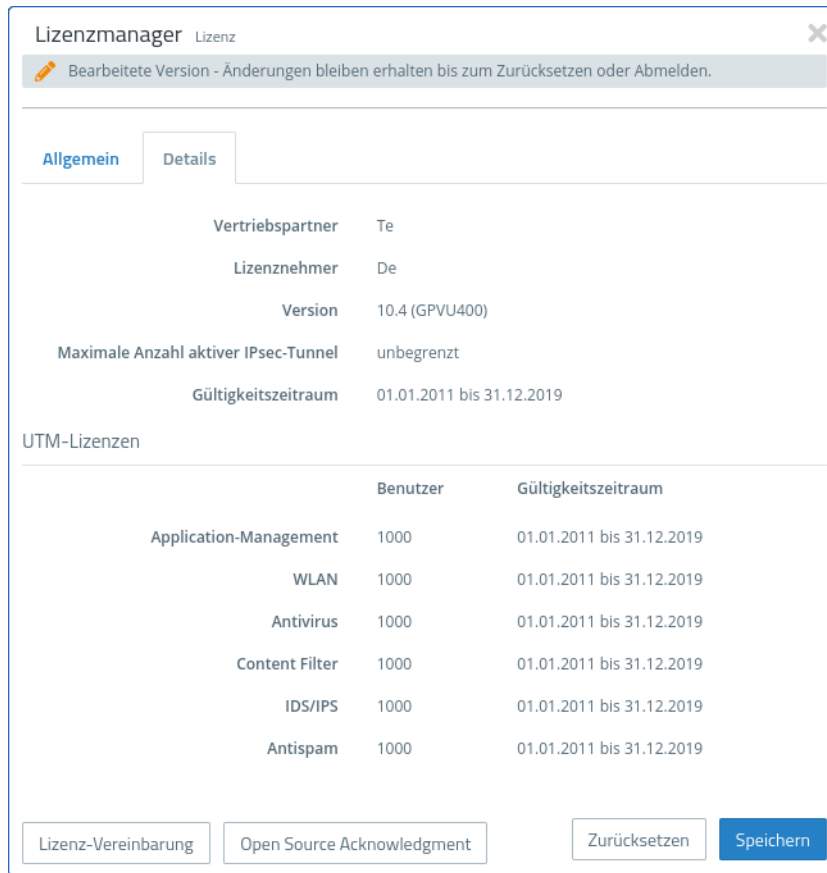 Lizenzmanager Lizenz
Bearbeitete Version - Änderungen bleiben erhalten bis zum Zurücksetzen oder Abmelden.
Allgemein Details
Vertriebspartner Te
Lizenznehmer De
Version 10.4 (GPVU400)
Maximale Anzahl aktiver IPsec-Tunnel unbegrenzt
Gültigkeitszeitraum 01.01.2011 bis 31.12.2019
UTM-Lizenzen
Benutzer Gültigkeitszeitraum
Application-Management 1000 01.01.2011 bis 31.12.2019
WLAN 1000 01.01.2011 bis 31.12.2019
Antivirus 1000 01.01.2011 bis 31.12.2019
Content Filter 1000 01.01.2011 bis 31.12.2019
IDS/IPS 1000 01.01.2011 bis 31.12.2019
Antispam 1000 01.01.2011 bis 31.12.2019
Lizenz-Vereinbarung Open Source Acknowledgment Zurücksetzen Speichern